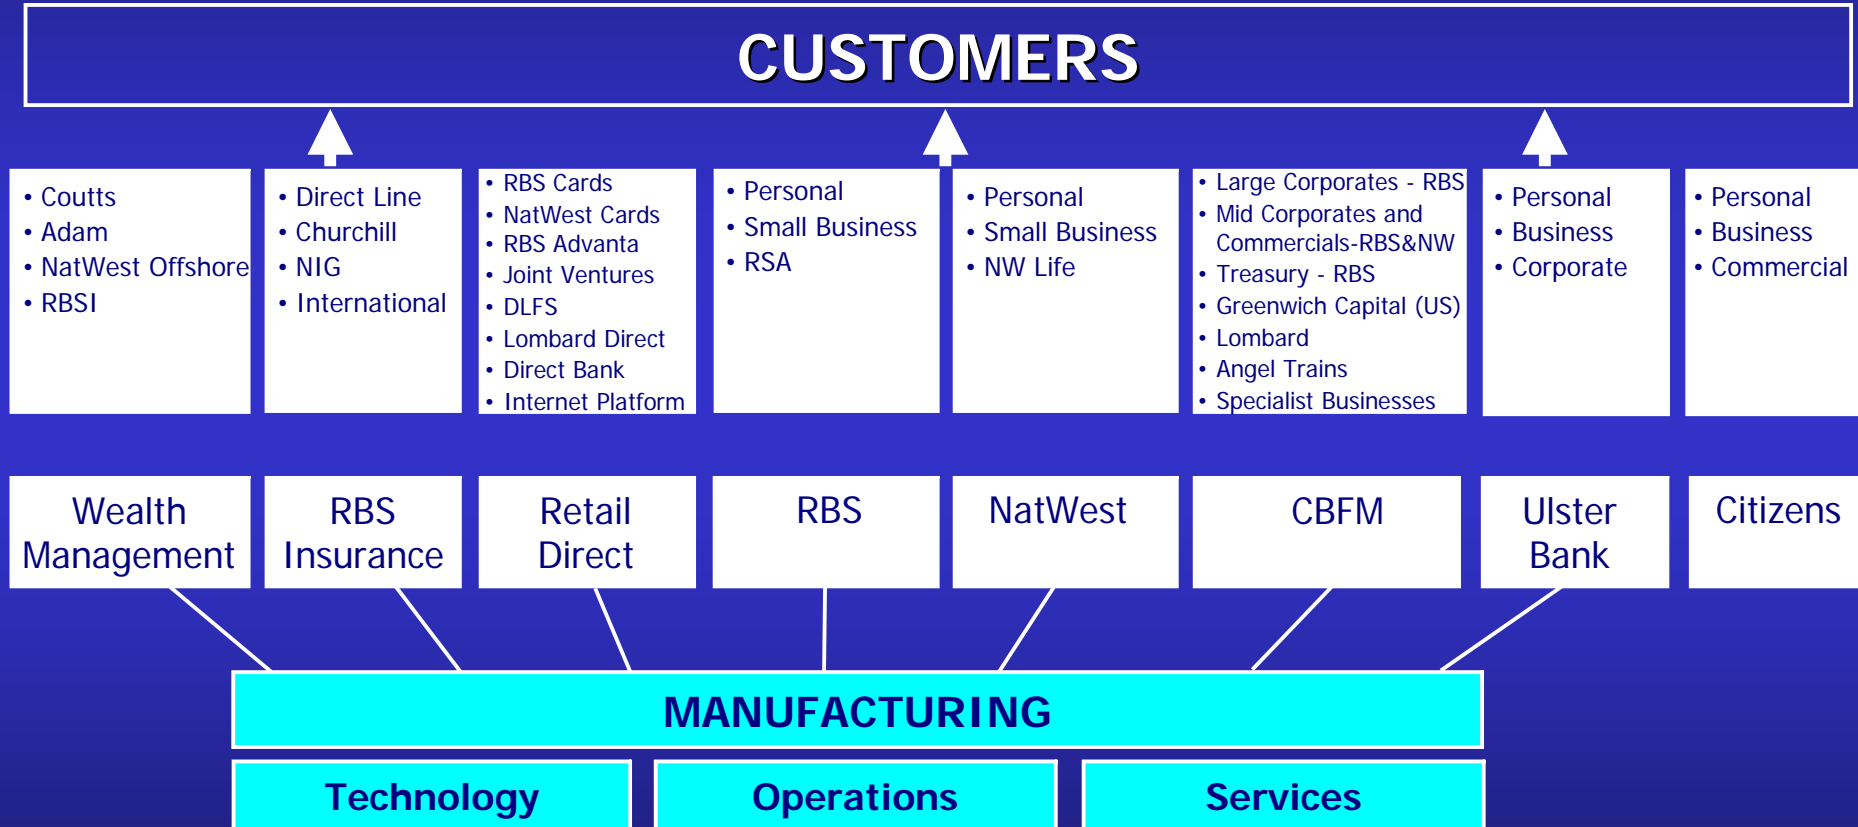 CUSTOMERS
• Coutts
• Adam
• NatWest Offshore
• RBSI
• Direct Line
• Churchill
• NIG
• International
• RBS Cards
• NatWest Cards
• RBS Advanta
• Joint Ventures
• DLFS
• Lombard Direct
• Direct Bank
• Internet Platform
• Personal
• Small Business
• RSA
• Personal
• Small Business
• NW Life
• Large Corporates - RBS
• Mid Corporates and
Commercials-RBS&NW
• Treasury - RBS
• Greenwich Capital (US)
• Lombard
• Angel Trains
• Specialist Businesses
• Personal
• Business
• Corporate
• Personal
• Business
• Commercial
Wealth
Management
RBS
Insurance
Retail
Direct
RBS
NatWest
CBFM
Ulster
Bank
Citizens
MANUFACTURING
Technology
Operations
Services